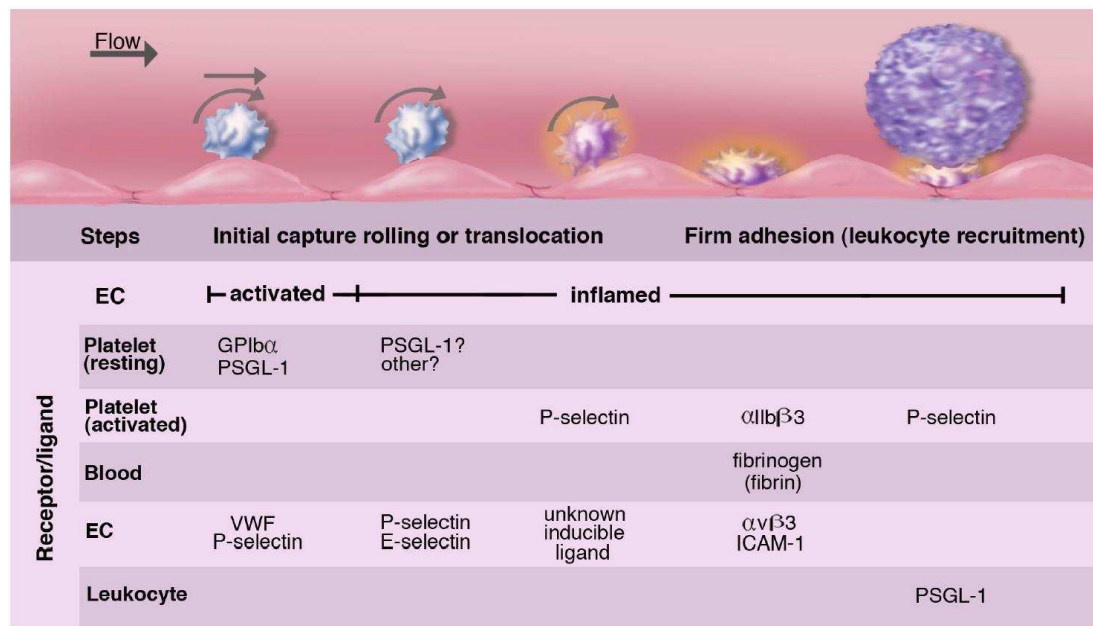 Flow
Steps Initial capture rolling or translocation Firm adhesion (leukocyte recruitment)
EC activated inflamed
Receptor/ligand
Platelet GPIbα PSGL-1?
(resting) PSGL-1 other?
Platelet
(activated) P-selectin αIIbβ3 P-selectin
Blood fibrinogen
(fibrin)
EC VWF P-selectin unknown αvβ3
P-selectin E-selectin inducible ICAM-1
ligand
Leukocyte PSGL-1